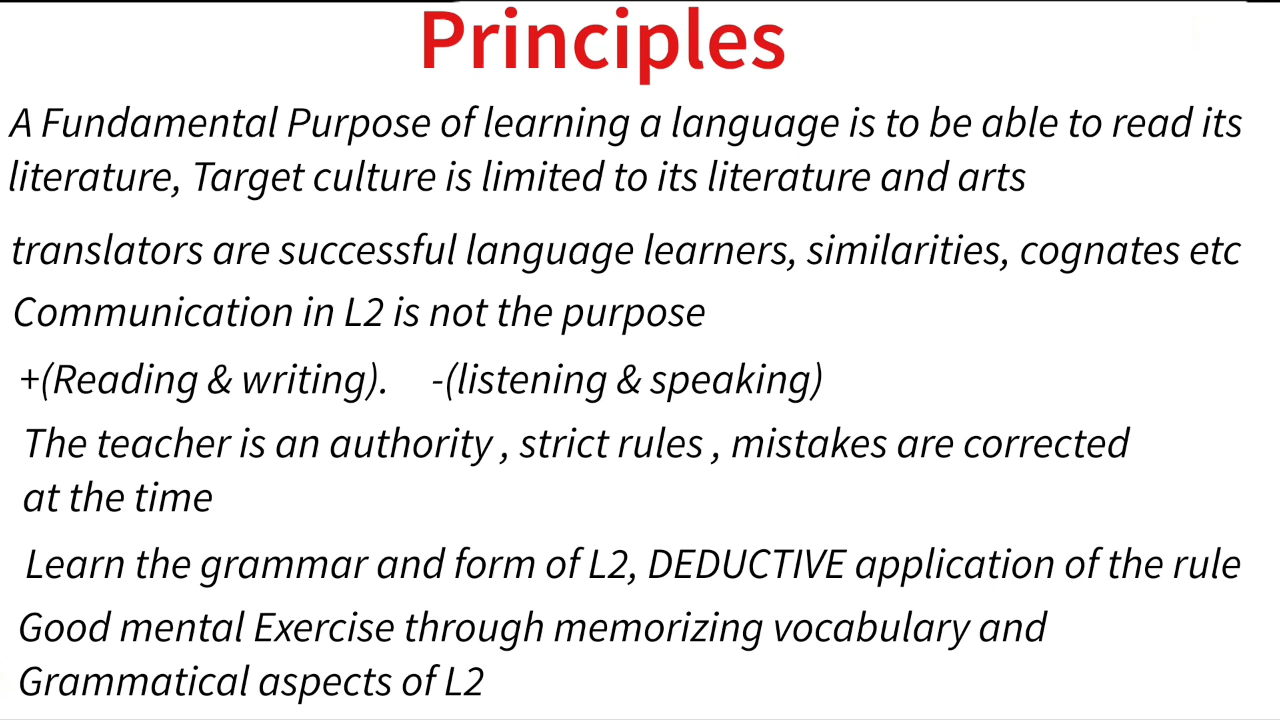 Principles
A Fundamental Purpose of learning a language is to be able to read its
literature, Target culture is limited to its literature and arts
translators are successful language learners, similarities, cognates etc
Communication in L2 is not the purpose
+(Reading & writing). -(listening & speaking)
The teacher is an authority , strict rules , mistakes are corrected
at the time
Learn the grammar and form of L2, DEDUCTIVE application of the rule
Good mental Exercise through memorizing vocabulary and
Grammatical aspects of L2